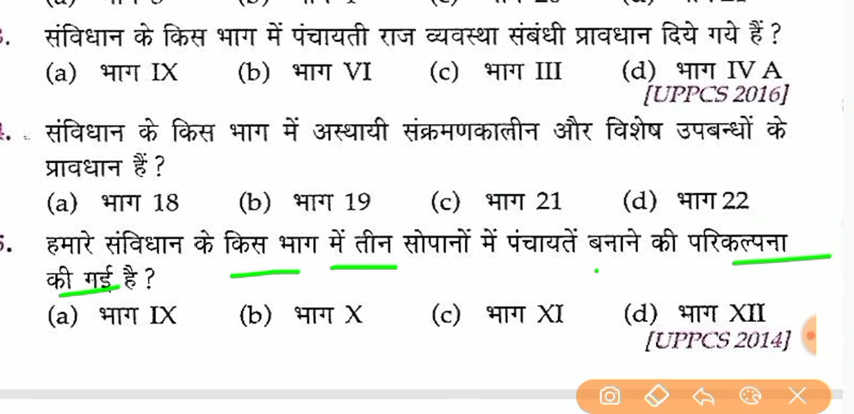 संविधान के किस भाग में पंचायती राज व्यवस्था संबंधी प्रावधान दिये गये हैं ?
(a) भाग IX (b) भाग VI (c) भाग III (d) भाग IV A
[UPPCS 2016]
संविधान के किस भाग में अस्थायी संक्रमणकालीन और विशेष उपबन्धों के
प्रावधान हैं ?
(a) भाग 18 (b) भाग 19 (c) भाग 21 (d) भाग 22
हमारे संविधान के किस भाग में तीन सोपानों में पंचायतें बनाने की परिकल्पना
की गई है ?
(a) भाग IX (b) भाग X (c) भाग XI (d) भाग XII
[UPPCS 2014]